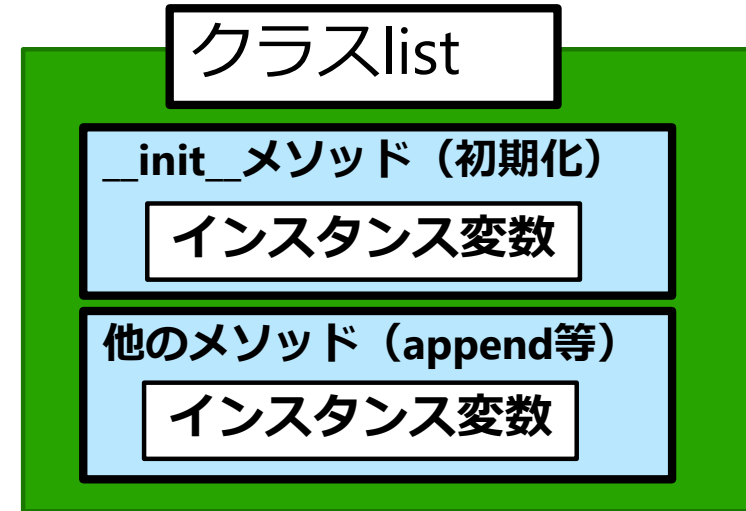 クラスlist
__init__メソッド（初期化）
インスタンス変数
他のメソッド（append等）
インスタンス変数